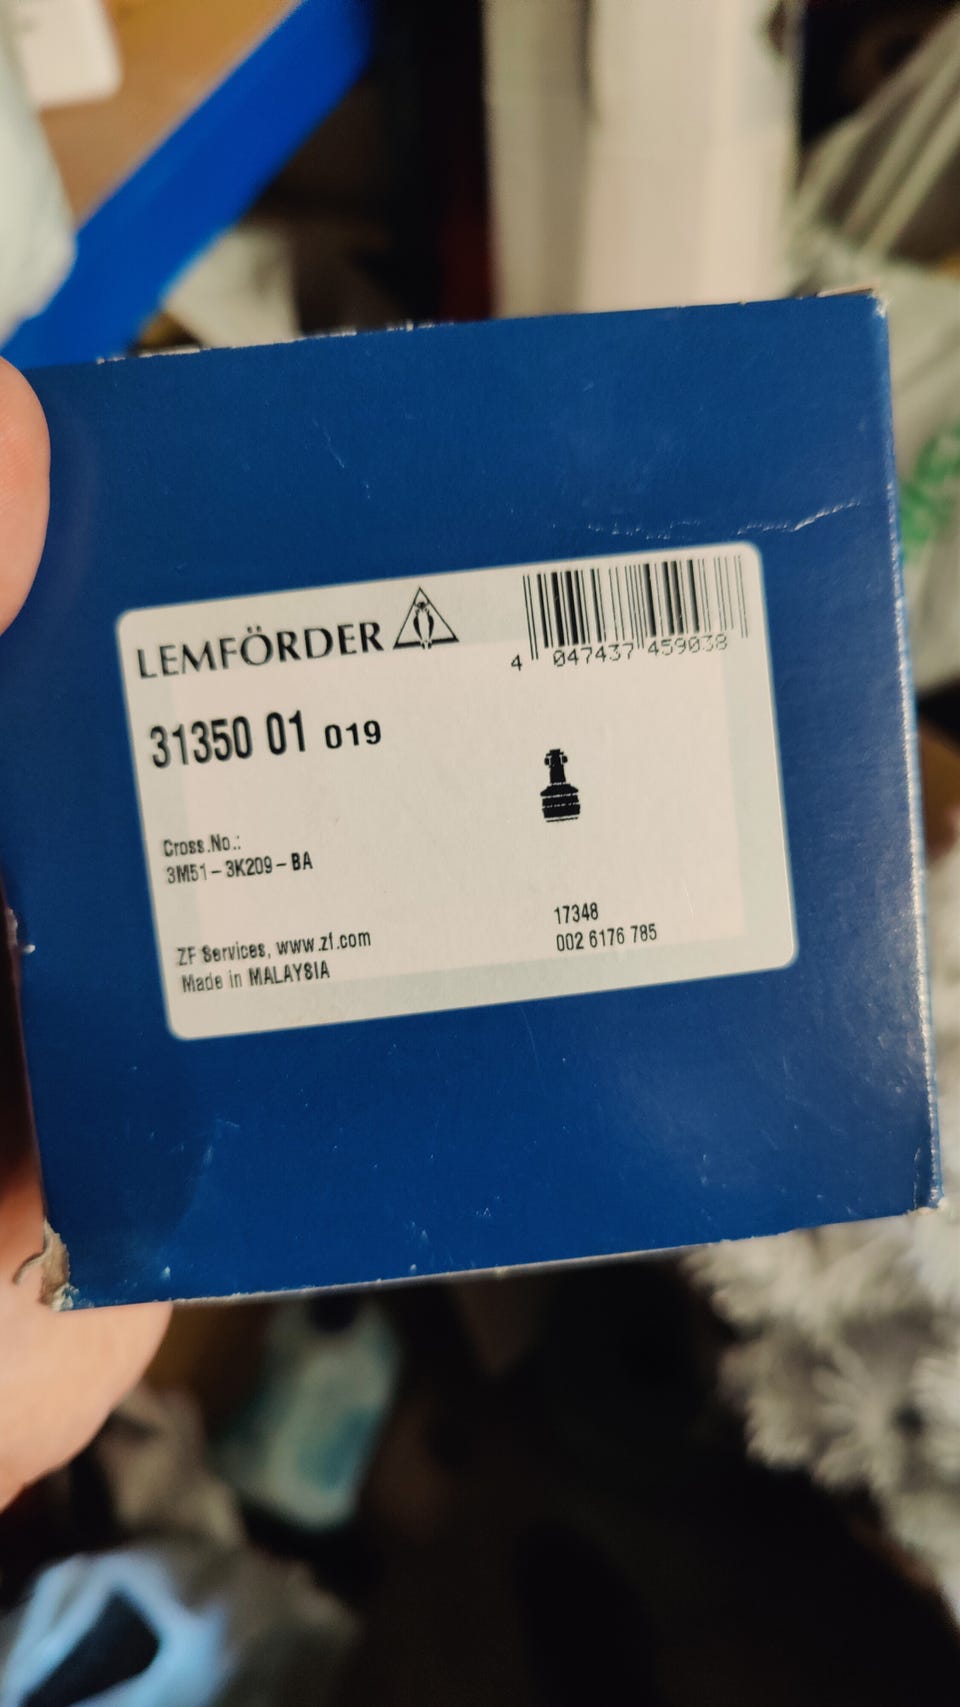 LEMFÖRDER
4 047437 459038
31350 01 019
Cross.No.:
3M51-3K209-BA
17348
002 6176 785
ZF Services, www.zf.com
Made in MALAYSIA